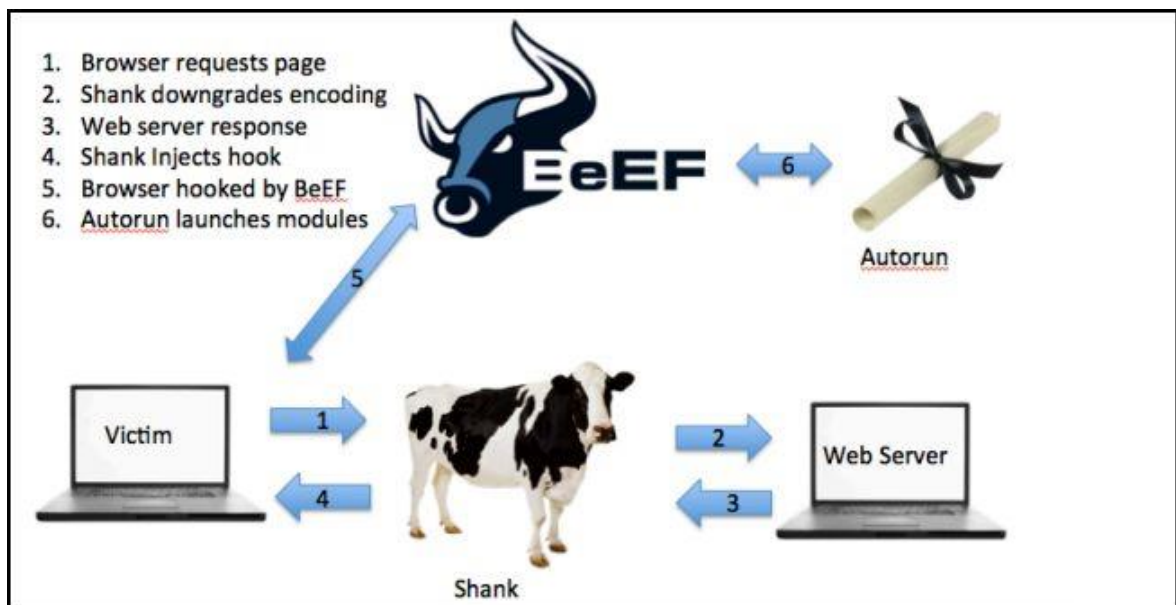 1. Browser requests page
2. Shank downgrades encoding
3. Web server response
4. Shank Injects hook
5. Browser hooked by BeEF
6. Autorun launches modules
BeEF
6
Autorun
5
Victim
1
4
Shank
2
3
Web Server